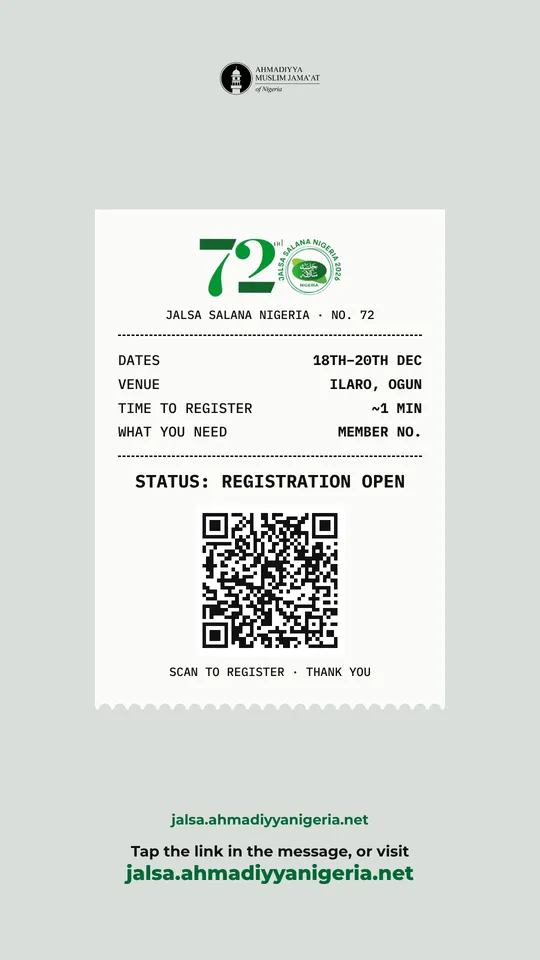 AHMADIYYA
MUSLIM JAMA'AT
of Nigeria
72nd
JALSA SALANA NIGERIA 2026
NIGERIA
JALSA SALANA NIGERIA · NO. 72
DATES 18TH–20TH DEC
VENUE ILARO, OGUN
TIME TO REGISTER ~1 MIN
WHAT YOU NEED MEMBER NO.
STATUS: REGISTRATION OPEN
SCAN TO REGISTER · THANK YOU
jalsa.ahmadiyyanigeria.net
Tap the link in the message, or visit
jalsa.ahmadiyyanigeria.net